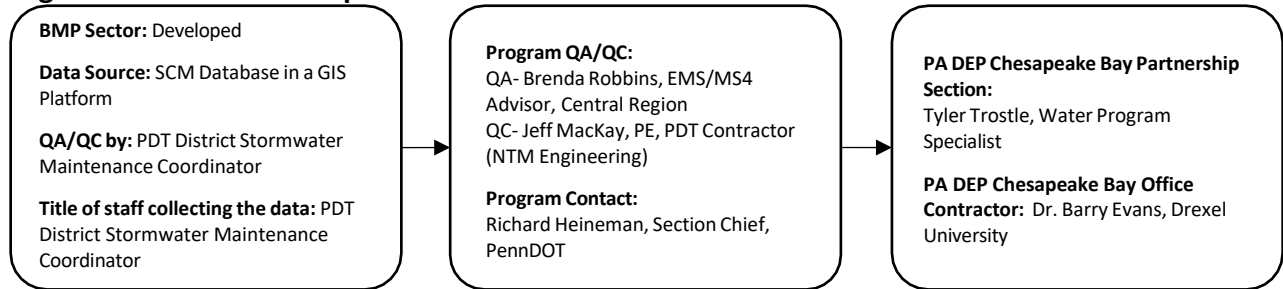 BMP Sector: Developed
Data Source: SCM Database in a GIS
Platform
QA/QC by: PDT District Stormwater
Maintenance Coordinator
Title of staff collecting the data: PDT
District Stormwater Maintenance
Coordinator
Program QA/QC:
QA- Brenda Robbins, EMS/MS4
Advisor, Central Region
QC- Jeff MacKay, PE, PDT Contractor
(NTM Engineering)
Program Contact:
Richard Heineman, Section Chief,
PennDOT
PA DEP Chesapeake Bay Partnership
Section:
Tyler Trostle, Water Program
Specialist
PA DEP Chesapeake Bay Office
Contractor: Dr. Barry Evans, Drexel
University